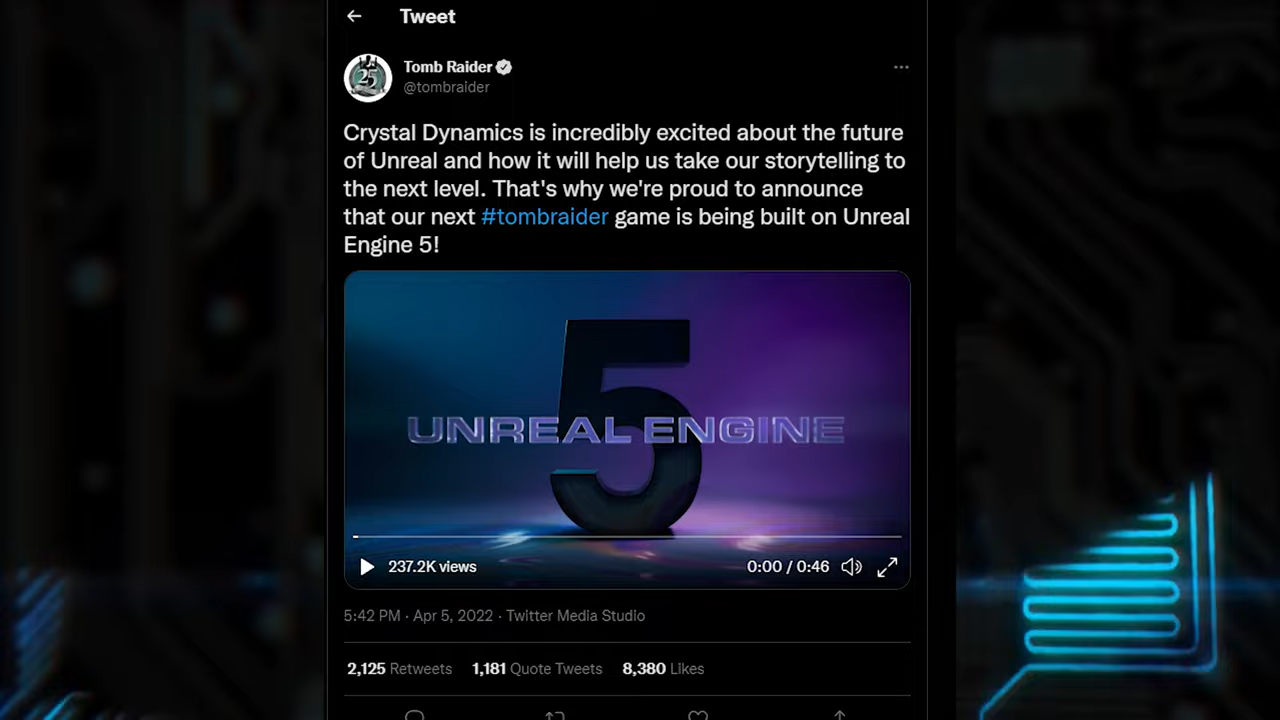 Tweet
25
Tomb Raider
@tombraider
Crystal Dynamics is incredibly excited about the future
of Unreal and how it will help us take our storytelling to
the next level. That's why we're proud to announce
that our next #tombraider game is being built on Unreal
Engine 5!
5
UNREAL ENGINE
237.2K views 0:00 / 0:46
5:42 PM · Apr 5, 2022 · Twitter Media Studio
2,125 Retweets 1,181 Quote Tweets 8,380 Likes